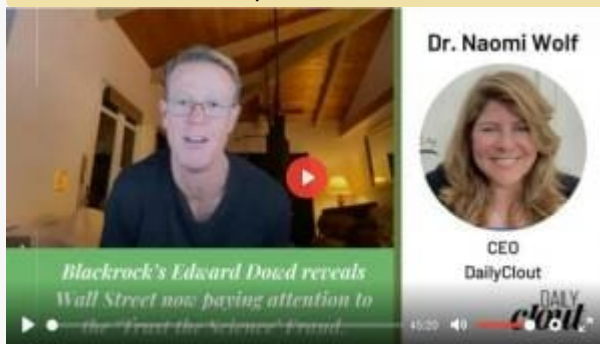 Dr. Naomi Wolf
CEO
DailyClout
Blackrock's Edward Dowd reveals
Wall Street now paying attention to
the "Trust the Science' Fraud.
45:20
DAILY
clout